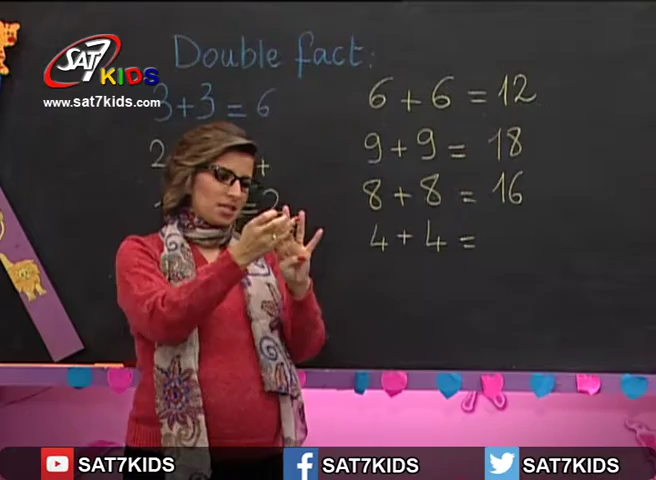 SAT7
KIDS
www.sat7kids.com
Double fact:
3+3=6
2
6+6=12
9+9=18
8+8=16
4+4=
SAT7KIDS
SAT7KIDS
SAT7KIDS